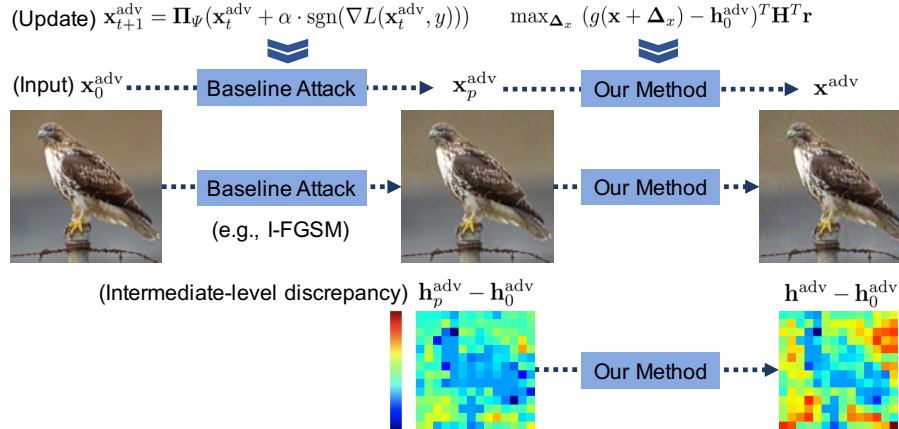 (Update) x_{t+1}^{adv} = Π_Ψ(x_t^{adv} + α · sgn(∇L(x_t^{adv}, y))) max_{Δ_x} (g(x + Δ_x) − h_0^{adv})^T H^T r
(Input) x_0^{adv} Baseline Attack x_p^{adv} Our Method x^{adv}
Baseline Attack Our Method
(e.g., I-FGSM)
(Intermediate-level discrepancy) h_p^{adv} − h_0^{adv} h^{adv} − h_0^{adv}
Our Method